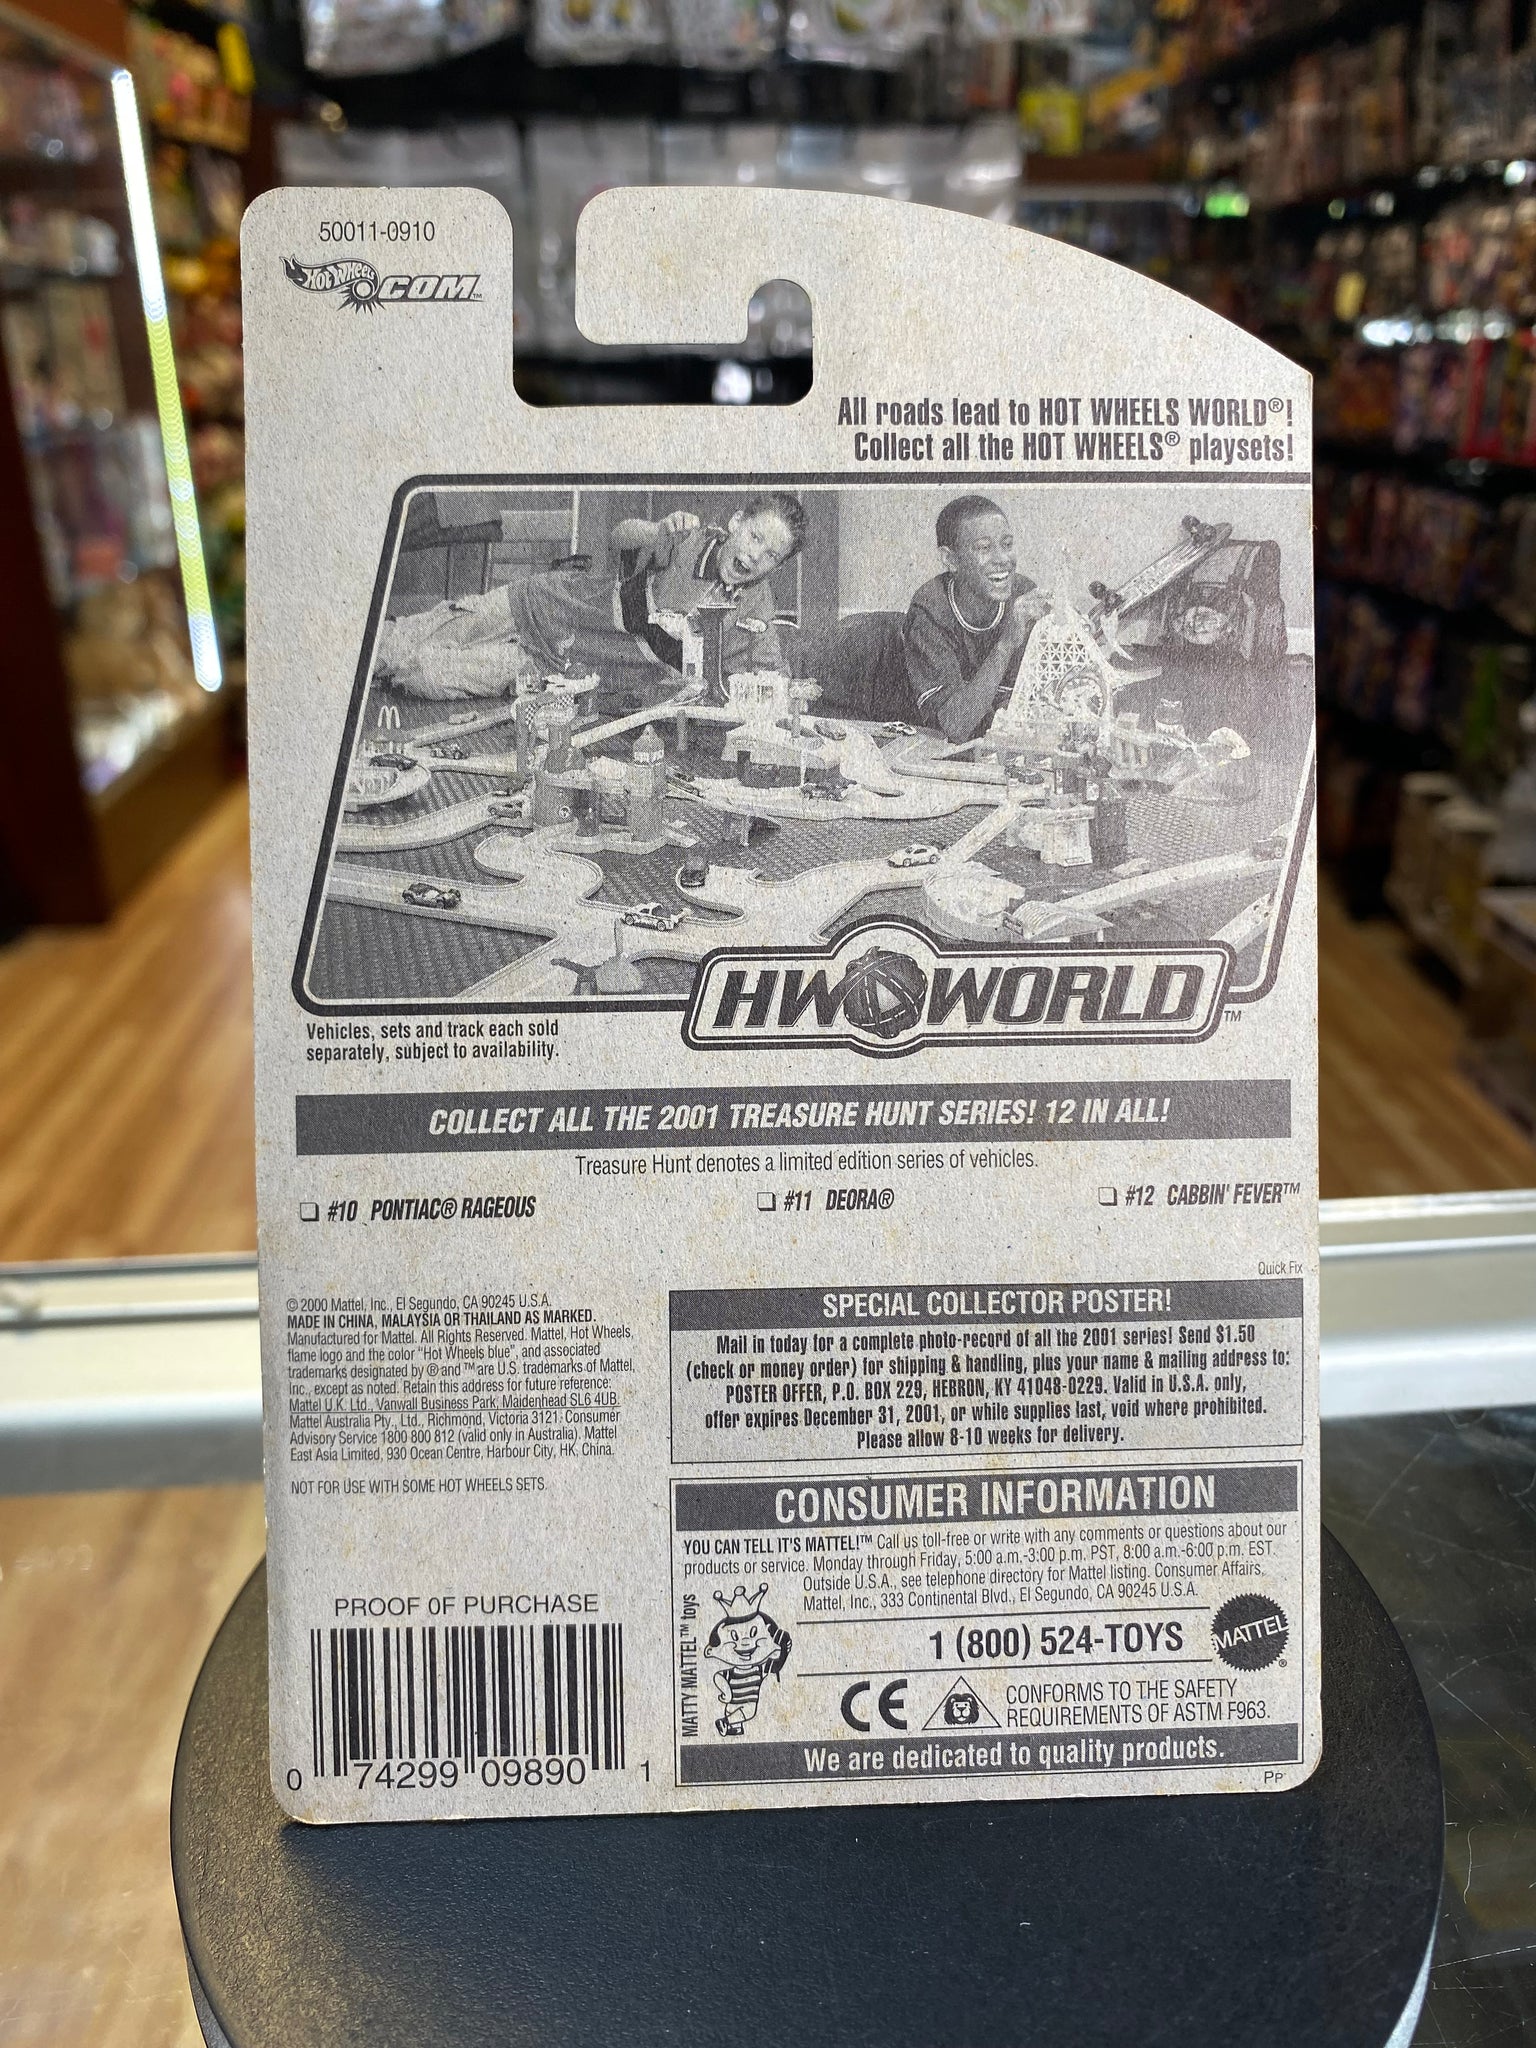 50011-0910
Hot Wheels .COM™
All roads lead to HOT WHEELS WORLD®!
Collect all the HOT WHEELS® playsets!
HW WORLD™
Vehicles, sets and track each sold
separately, subject to availability.
COLLECT ALL THE 2001 TREASURE HUNT SERIES! 12 IN ALL!
Treasure Hunt denotes a limited edition series of vehicles.
#10 PONTIAC® RAGEOUS
#11 DEORA®
#12 CABBIN' FEVER™
Quick Fix
© 2000 Mattel, Inc., El Segundo, CA 90245 U.S.A.
MADE IN CHINA, MALAYSIA OR THAILAND AS MARKED.
Manufactured for Mattel. All Rights Reserved. Mattel, Hot Wheels,
flame logo and the color "Hot Wheels blue", and associated
trademarks designated by ® and ™ are U.S. trademarks of Mattel,
Inc., except as noted. Retain this address for future reference:
Mattel U.K. Ltd., Vanwall Business Park, Maidenhead SL6 4UB.
Mattel Australia Pty., Ltd., Richmond, Victoria 3121. Consumer
Advisory Service 1800 800 812 (valid only in Australia). Mattel
East Asia Limited, 930 Ocean Centre, Harbour City, HK, China.
NOT FOR USE WITH SOME HOT WHEELS SETS.
SPECIAL COLLECTOR POSTER!
Mail in today for a complete photo-record of all the 2001 series! Send $1.50
(check or money order) for shipping & handling, plus your name & mailing address to:
POSTER OFFER, P.O. BOX 229, HEBRON, KY 41048-0229. Valid in U.S.A. only,
offer expires December 31, 2001, or while supplies last, void where prohibited.
Please allow 8-10 weeks for delivery.
CONSUMER INFORMATION
YOU CAN TELL IT'S MATTEL!™ Call us toll-free or write with any comments or questions about our
products or service. Monday through Friday, 5:00 a.m.-3:00 p.m. PST, 8:00 a.m.-6:00 p.m. EST.
Outside U.S.A., see telephone directory for Mattel listing. Consumer Affairs,
Mattel, Inc., 333 Continental Blvd., El Segundo, CA 90245 U.S.A.
MATTY MATTEL™ toys
1 (800) 524-TOYS
MATTEL®
CE
CONFORMS TO THE SAFETY
REQUIREMENTS OF ASTM F963.
We are dedicated to quality products.
PP
PROOF OF PURCHASE
0 74299 09890 1